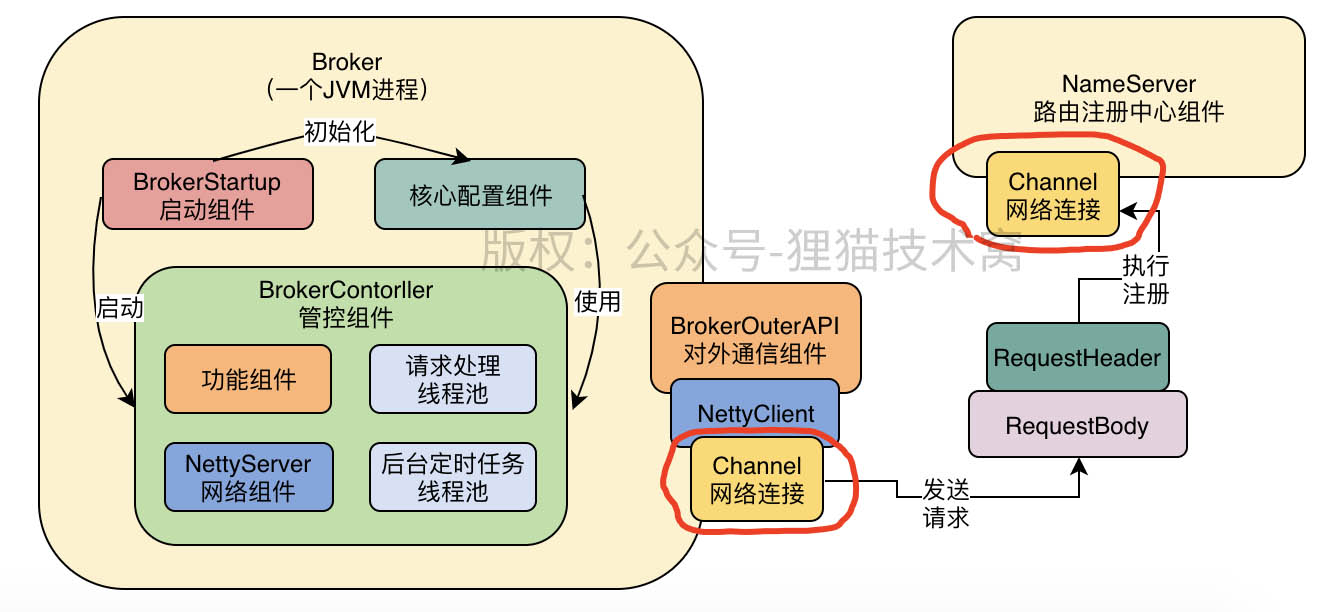 Broker
（一个JVM进程）
初始化
BrokerStartup
启动组件
核心配置组件
启动
使用
BrokerContorller
管控组件
功能组件
请求处理
线程池
NettyServer
网络组件
后台定时任务
线程池
版权：公众号-狸猫技术窝
BrokerOuterAPI
对外通信组件
NettyClient
Channel
网络连接
发送
请求
NameServer
路由注册中心组件
Channel
网络连接
执行
注册
RequestHeader
RequestBody